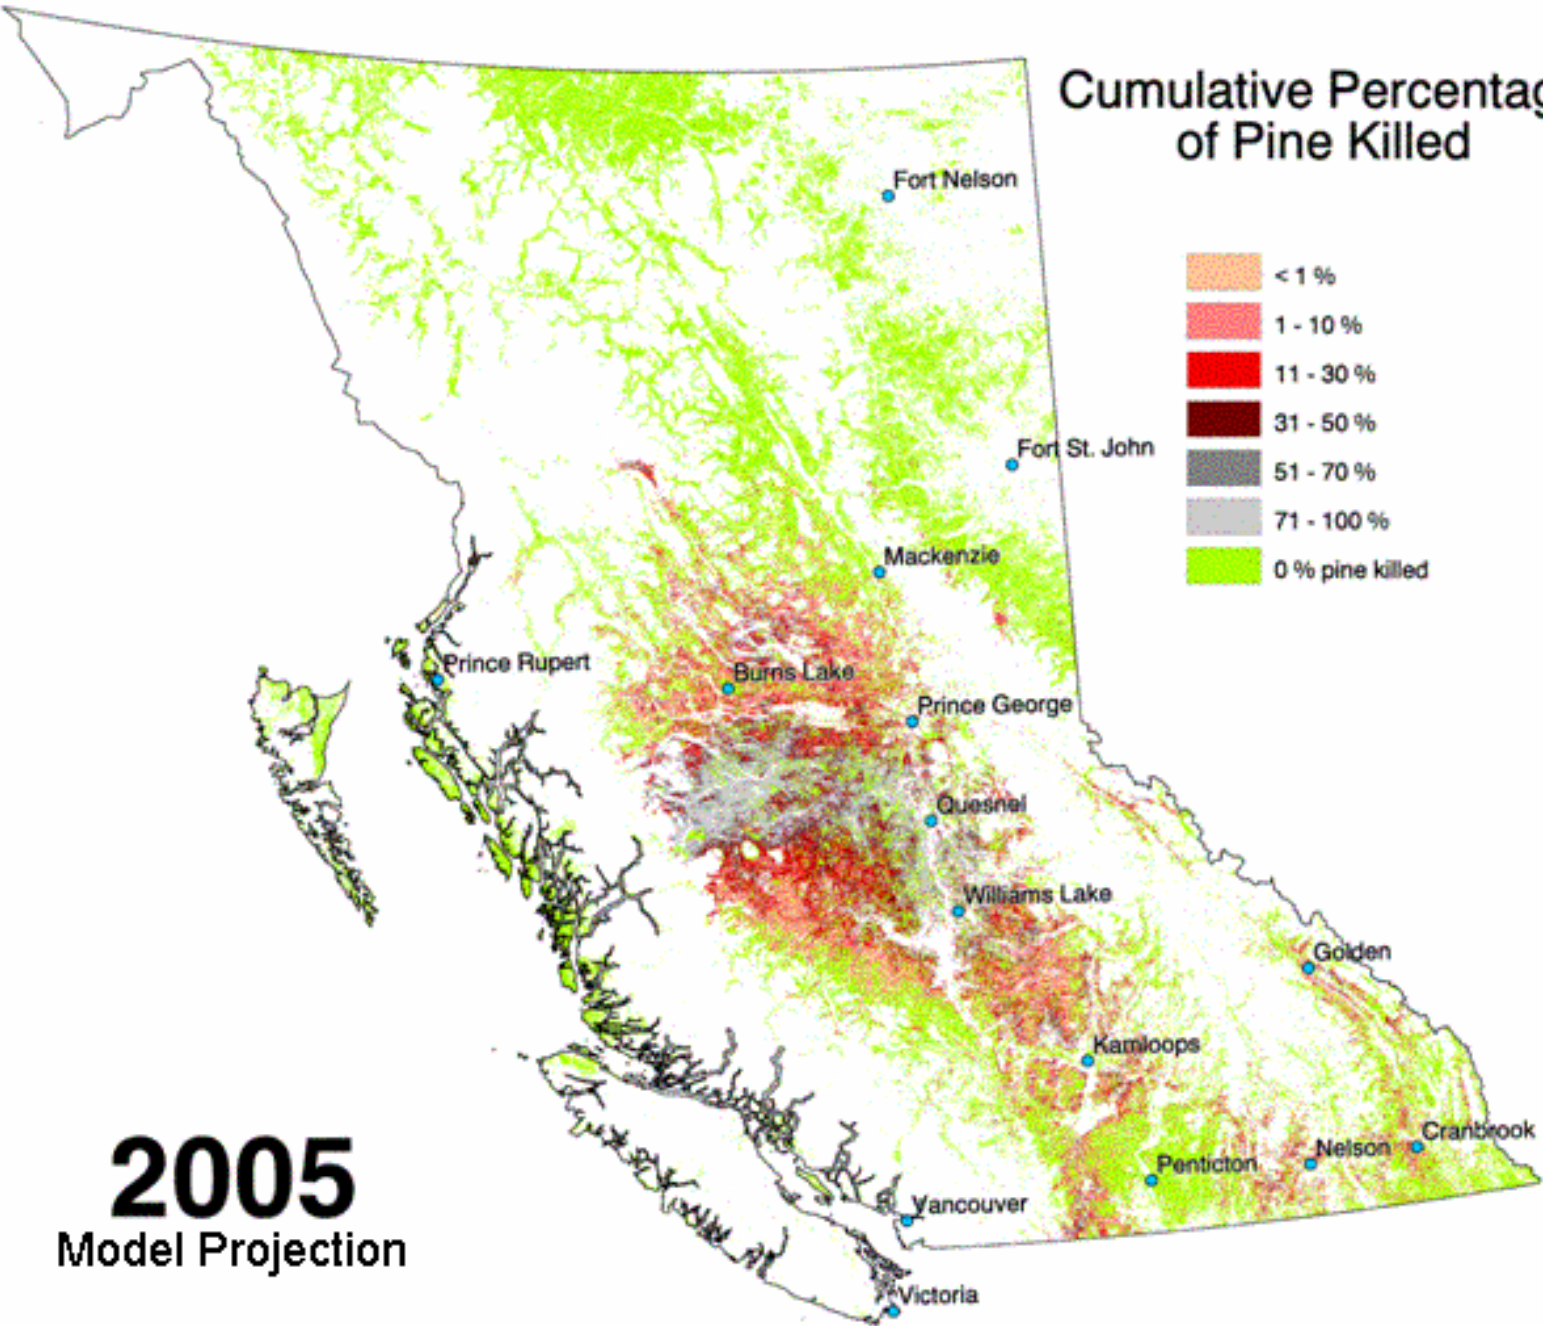 Cumulative Percentag
of Pine Killed
Fort Nelson
< 1 %
1 - 10 %
11 - 30 %
31 - 50 %
51 - 70 %
71 - 100 %
0 % pine killed
Fort St. John
Mackenzie
Prince Rupert
Burns Lake
Prince George
Quesnel
Williams Lake
Golden
Kamloops
Cranbrook
Nelson
Penticton
Vancouver
Victoria
2005
Model Projection